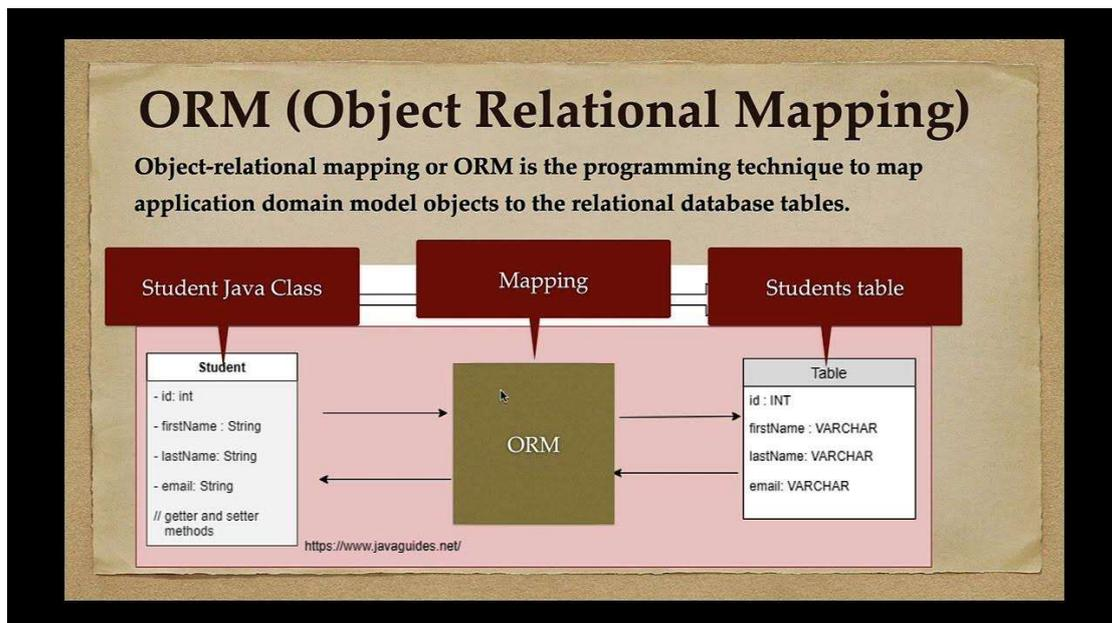 ORM (Object Relational Mapping)
Object-relational mapping or ORM is the programming technique to map
application domain model objects to the relational database tables.
Student Java Class
Mapping
Students table
Student
- id: int
- firstName : String
- lastName: String
- email: String
// getter and setter
methods
ORM
Table
id : INT
firstName : VARCHAR
lastName: VARCHAR
email: VARCHAR
https://www.javaguides.net/